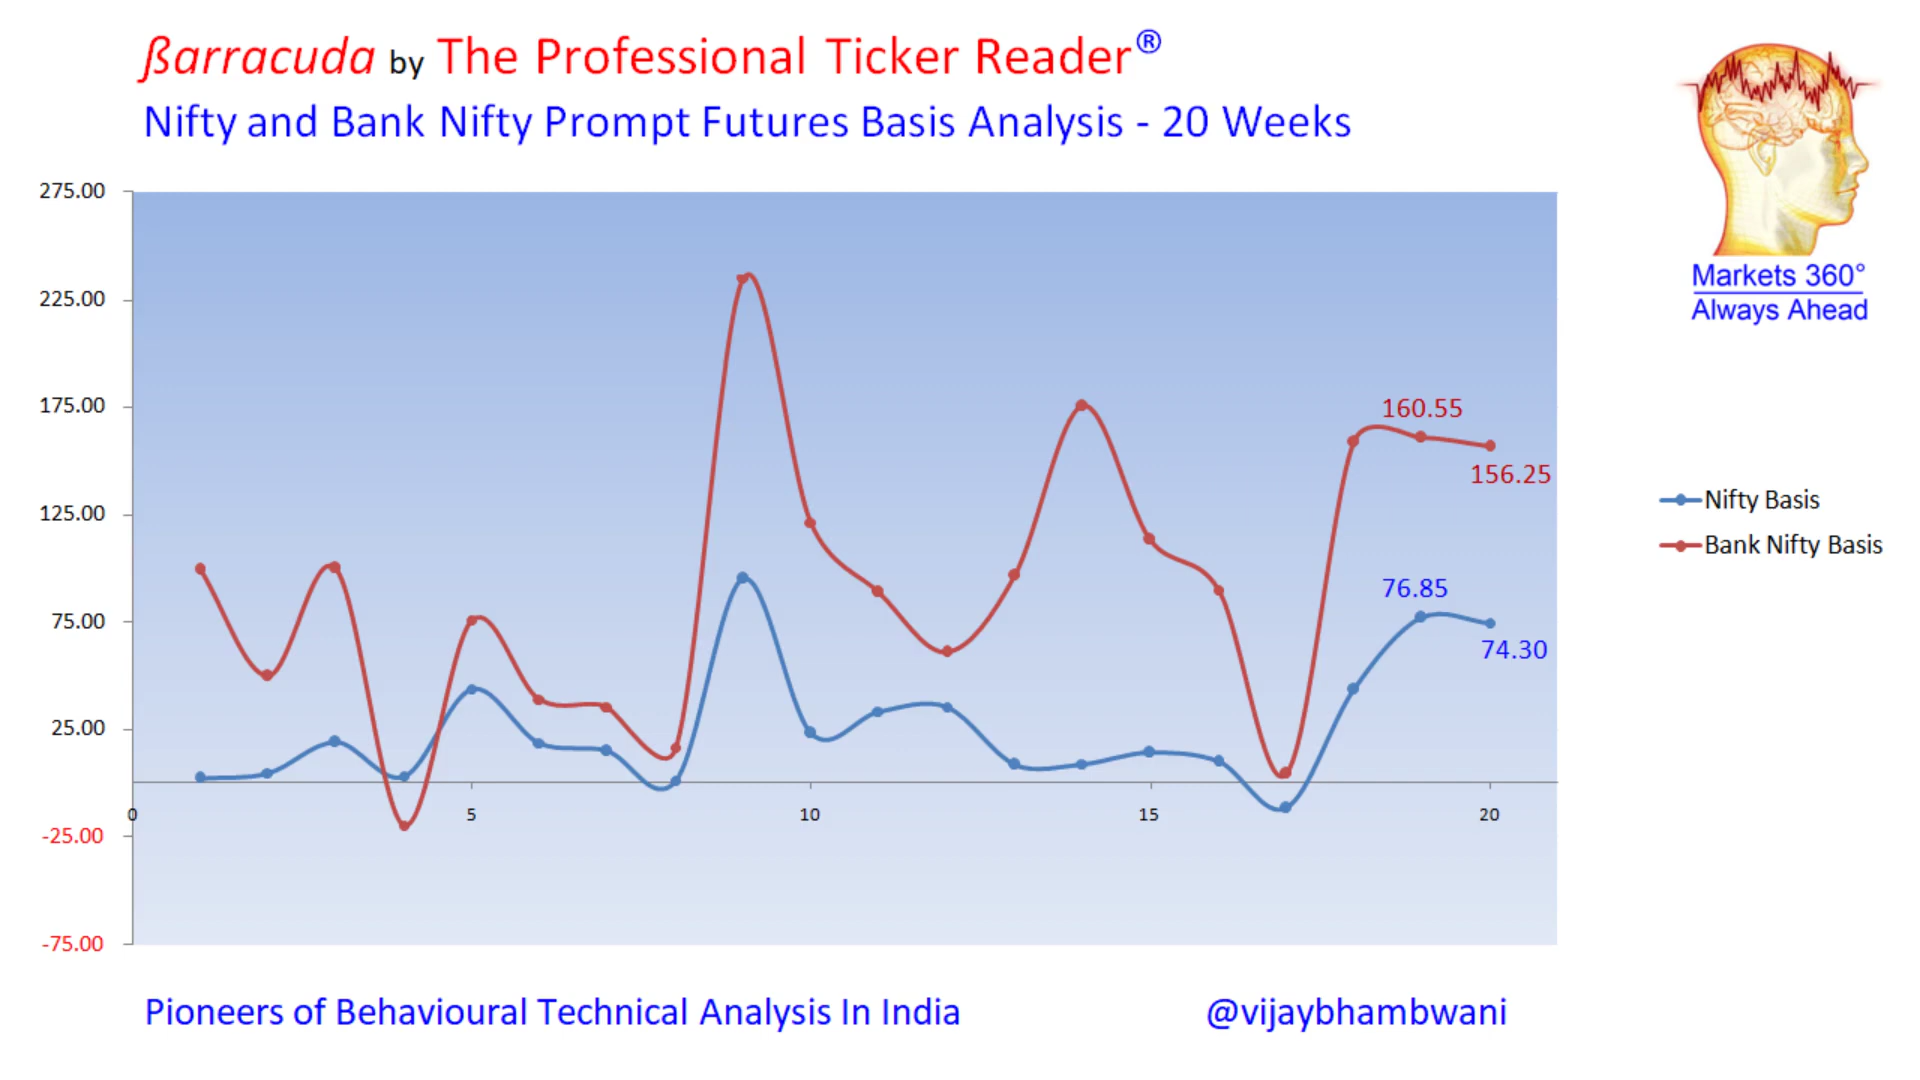 ßarracuda by The Professional Ticker Reader®
Nifty and Bank Nifty Prompt Futures Basis Analysis - 20 Weeks
Markets 360°
Always Ahead
275.00
225.00
175.00
125.00
75.00
25.00
-25.00
-75.00
0 5 10 15 20
160.55
156.25
76.85
74.30
Nifty Basis
Bank Nifty Basis
Pioneers of Behavioural Technical Analysis In India @vijaybhambwani